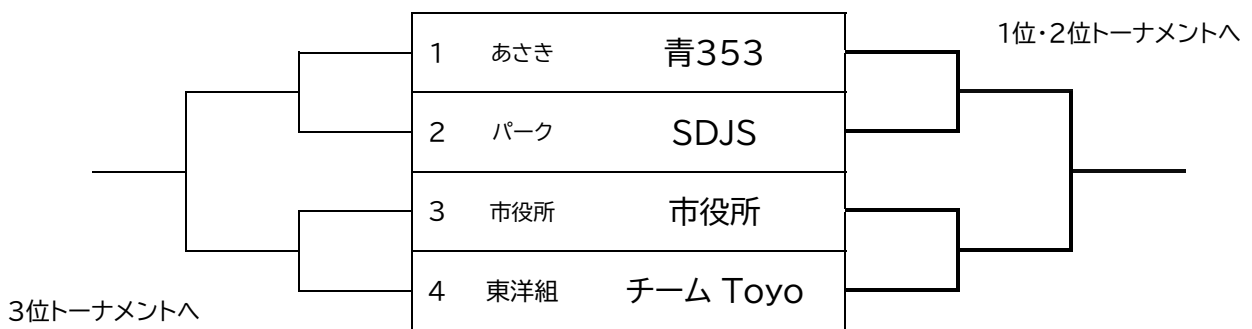 1位・2位トーナメントへ
1 あさき 青353
2 パーク SDJS
3 市役所 市役所
4 東洋組 チーム Toyo
3位トーナメントへ